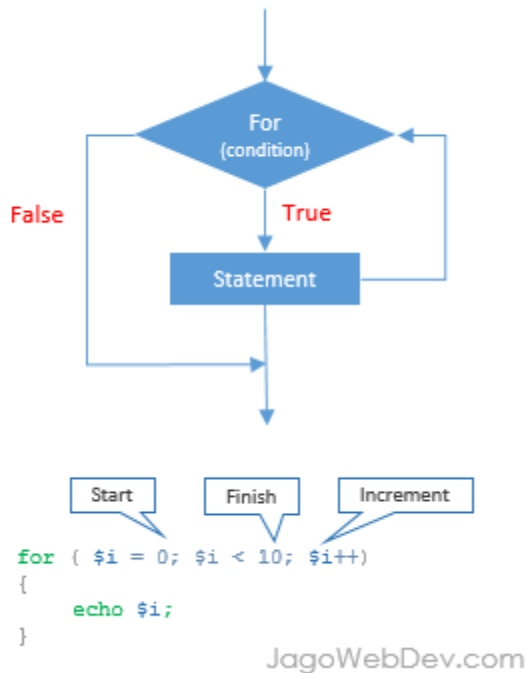 For
(condition)
True
False
Statement
Start
Finish
Increment
for ( $i = 0; $i < 10; $i++)
{
echo $i;
}
JagoWebDev.com